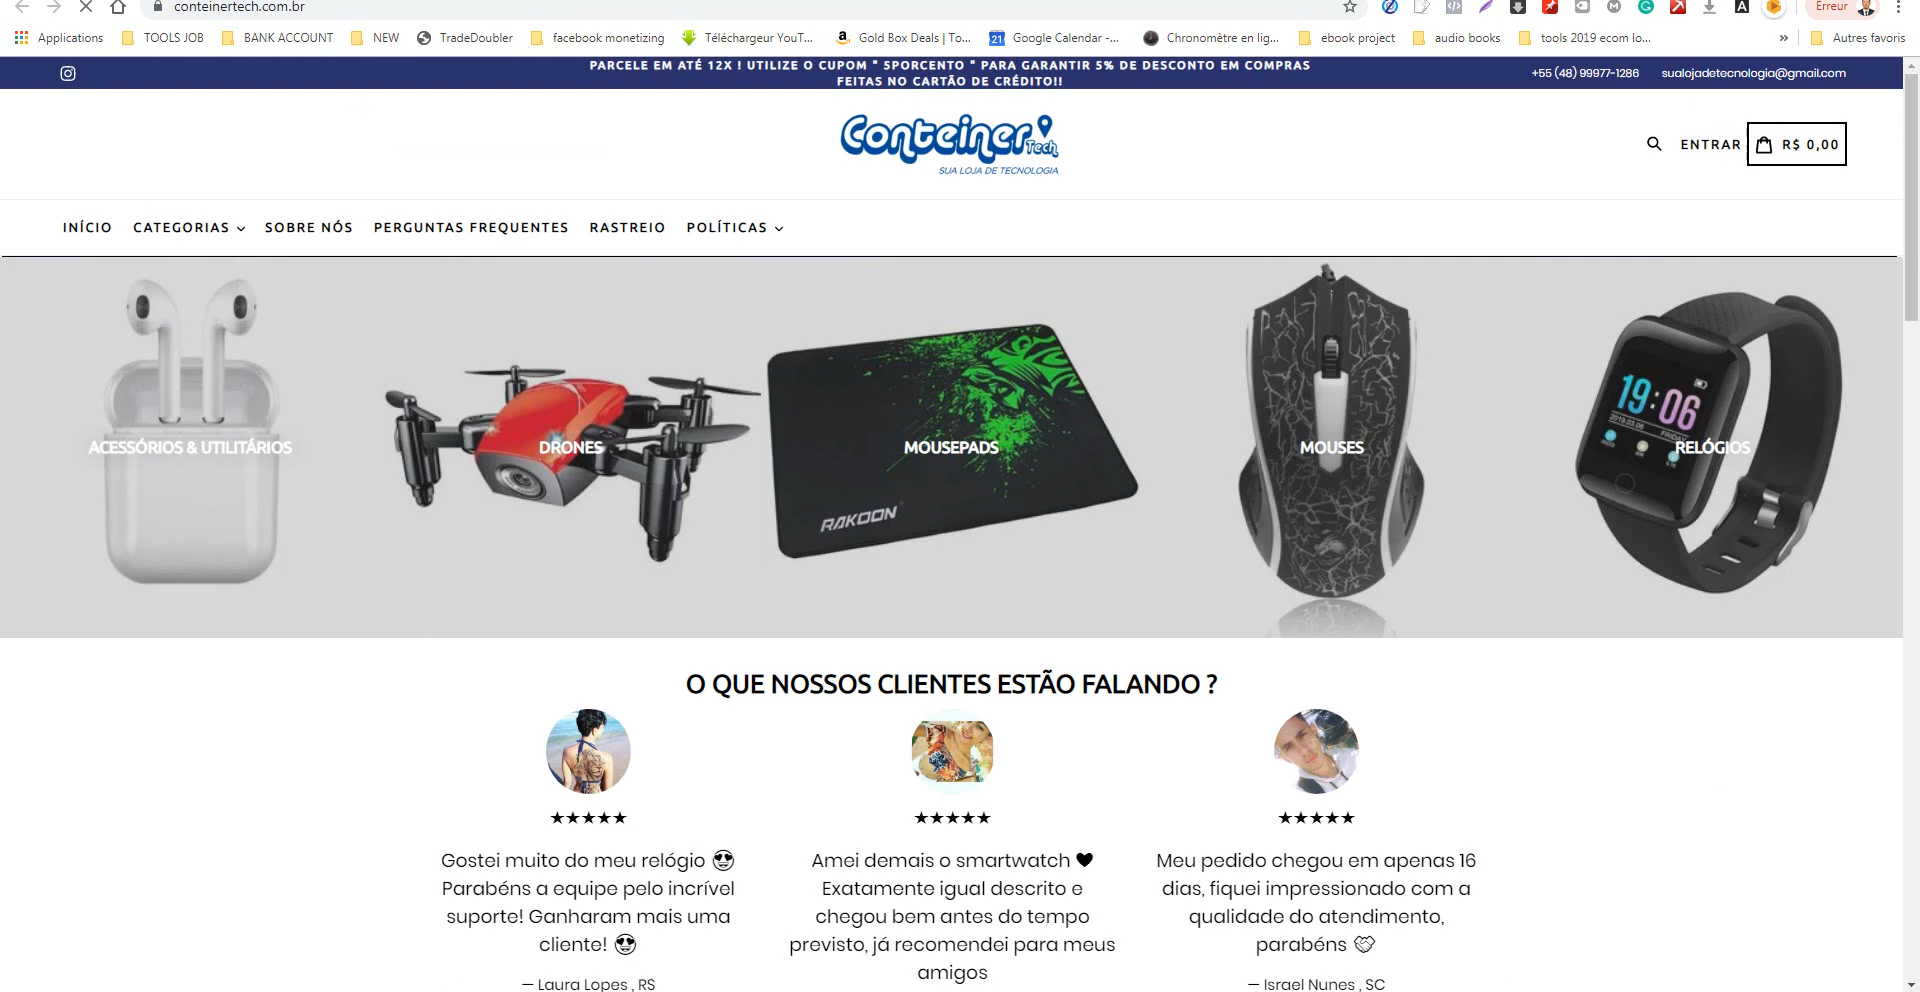 conteinertech.com.br
Erreur
Applications TOOLS JOB BANK ACCOUNT NEW TradeDoubler facebook monetizing Téléchargeur YouT... Gold Box Deals | To... Google Calendar -... Chronomètre en lig... ebook project audio books tools 2019 ecom lo... » Autres favoris
PARCELE EM ATÉ 12X ! UTILIZE O CUPOM " 5PORCENTO " PARA GARANTIR 5% DE DESCONTO EM COMPRAS
FEITAS NO CARTÃO DE CRÉDITO!!
+55 (48) 99977-1286 sualojadetecnologia@gmail.com
Conteiner
Tech
SUA LOJA DE TECNOLOGIA
ENTRAR R$ 0,00
INÍCIO CATEGORIAS SOBRE NÓS PERGUNTAS FREQUENTES RASTREIO POLÍTICAS
19:06
2019.03.08 FRIDAY
ACESSÓRIOS & UTILITÁRIOS DRONES MOUSEPADS MOUSES RELÓGIOS
RAKOON
O QUE NOSSOS CLIENTES ESTÃO FALANDO ?
★★★★★
Gostei muito do meu relógio 😍
Parabéns a equipe pelo incrível
suporte! Ganharam mais uma
cliente! 😍
— Laura Lopes , RS
★★★★★
Amei demais o smartwatch ♥
Exatamente igual descrito e
chegou bem antes do tempo
previsto, já recomendei para meus
amigos
★★★★★
Meu pedido chegou em apenas 16
dias, fiquei impressionado com a
qualidade do atendimento,
parabéns 🤝
— Israel Nunes , SC